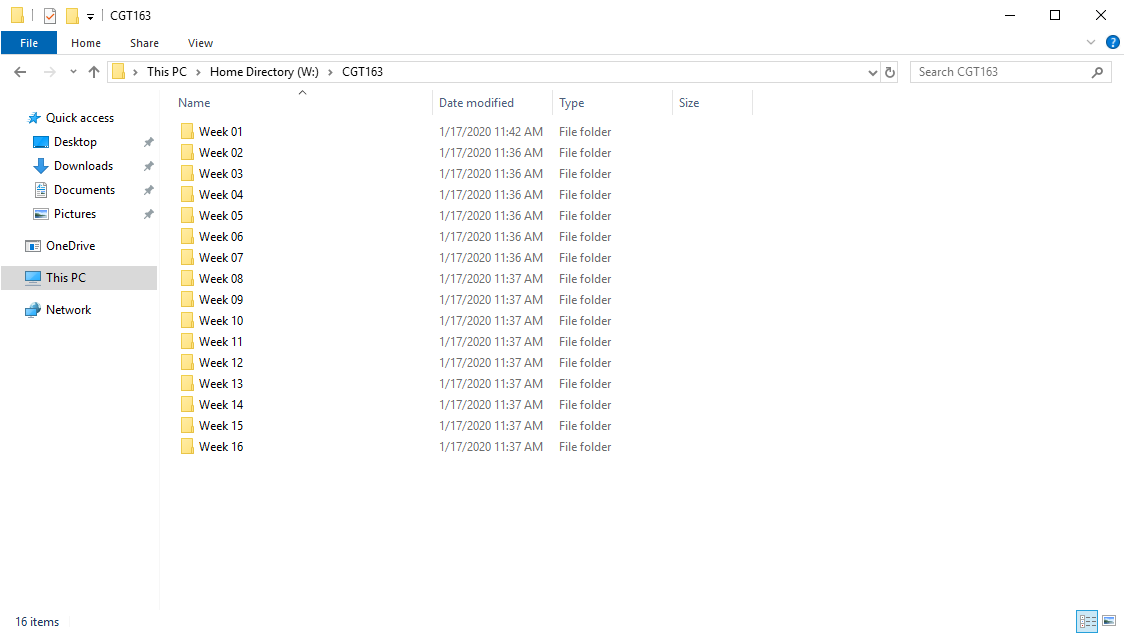 CGT163
File Home Share View
This PC > Home Directory (W:) > CGT163 Search CGT163
Name Date modified Type Size
Quick access
Desktop
Downloads
Documents
Pictures
OneDrive
This PC
Network
Week 01 1/17/2020 11:42 AM File folder
Week 02 1/17/2020 11:36 AM File folder
Week 03 1/17/2020 11:36 AM File folder
Week 04 1/17/2020 11:36 AM File folder
Week 05 1/17/2020 11:36 AM File folder
Week 06 1/17/2020 11:36 AM File folder
Week 07 1/17/2020 11:36 AM File folder
Week 08 1/17/2020 11:37 AM File folder
Week 09 1/17/2020 11:37 AM File folder
Week 10 1/17/2020 11:37 AM File folder
Week 11 1/17/2020 11:37 AM File folder
Week 12 1/17/2020 11:37 AM File folder
Week 13 1/17/2020 11:37 AM File folder
Week 14 1/17/2020 11:37 AM File folder
Week 15 1/17/2020 11:37 AM File folder
Week 16 1/17/2020 11:37 AM File folder
16 items